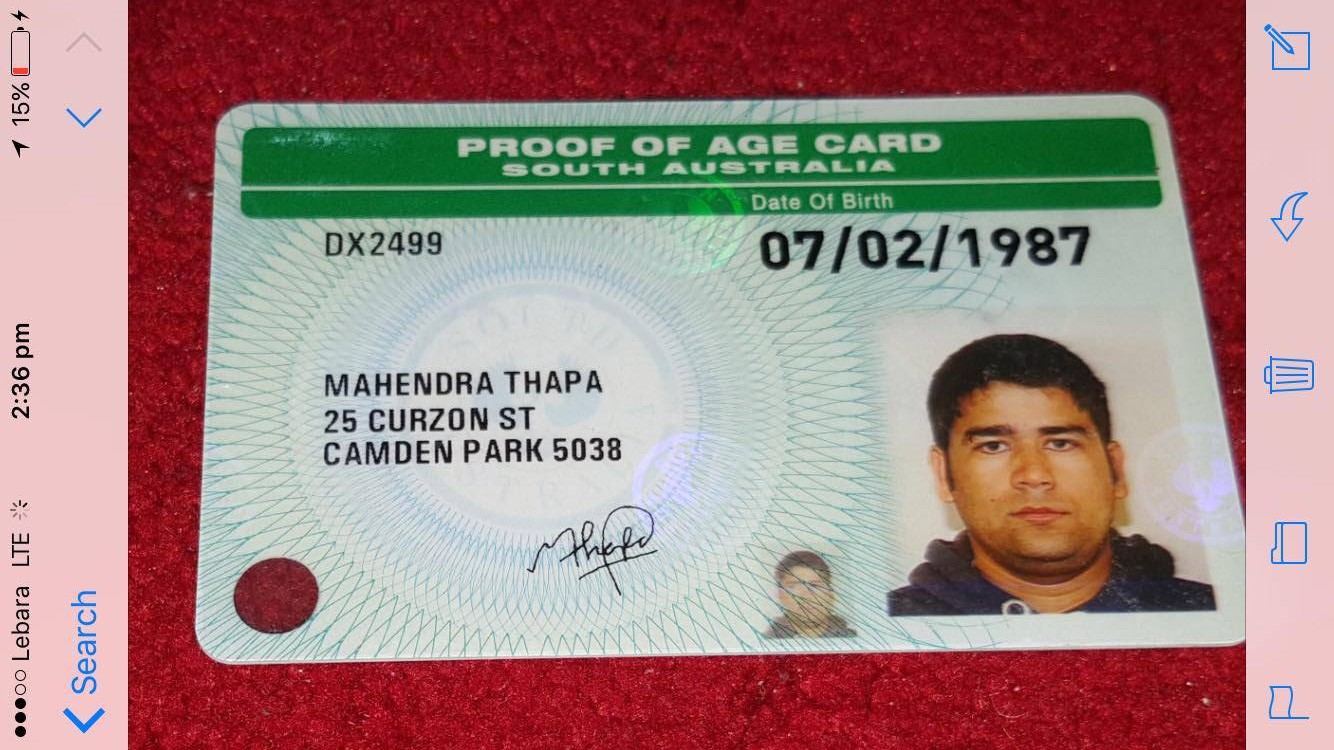 PROOF OF AGE CARD
SOUTH AUSTRALIA
Date Of Birth
DX2499
07/02/1987
MAHENDRA THAPA
25 CURZON ST
CAMDEN PARK 5038
Thapa
Lebara LTE
2:36 pm
15%
Search